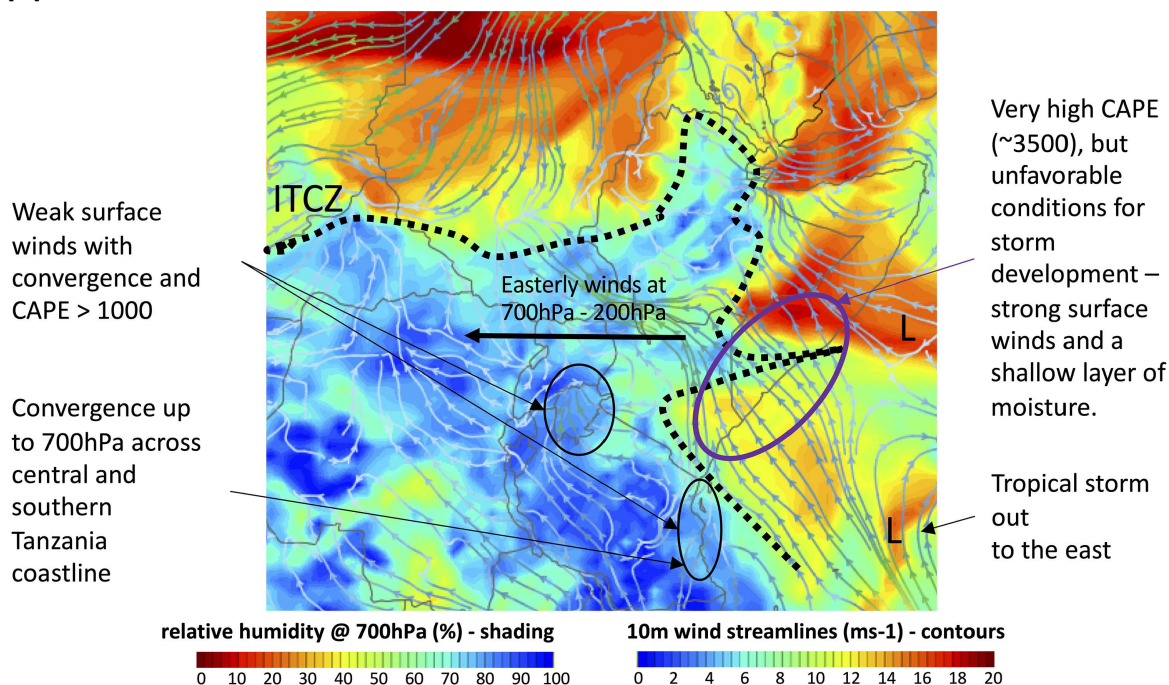 Weak surface
winds with
convergence and
CAPE > 1000
Convergence up
to 700hPa across
central and
southern
Tanzania
coastline
ITCZ
Easterly winds at
700hPa - 200hPa
L
L
Very high CAPE
(~3500), but
unfavorable
conditions for
storm
development –
strong surface
winds and a
shallow layer of
moisture.
Tropical storm
out
to the east
relative humidity @ 700hPa (%) - shading
0 10 20 30 40 50 60 70 80 90 100
10m wind streamlines (ms-1) - contours
0 2 4 6 8 10 12 14 16 18 20